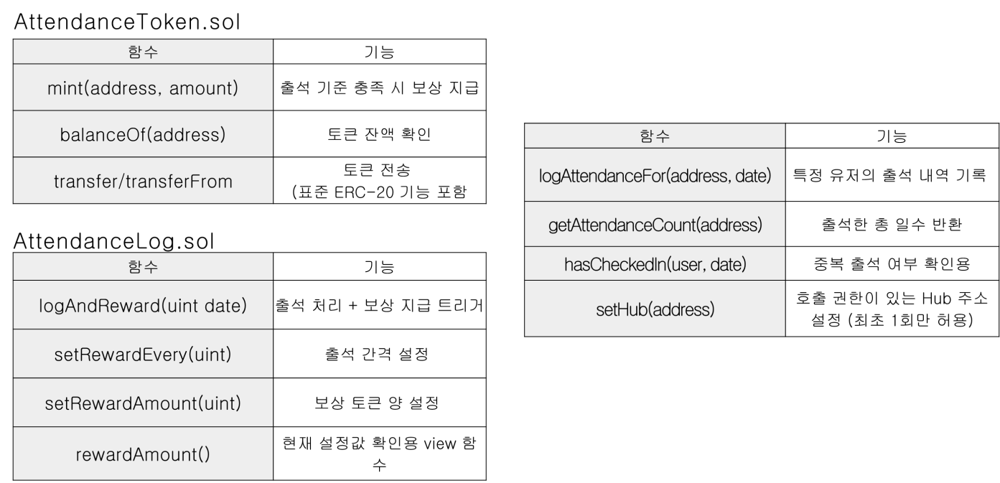 AttendanceToken.sol
함수 기능
mint(address, amount) 출석 기준 충족 시 보상 지급
balanceOf(address) 토큰 잔액 확인
transfer/transferFrom 토큰 전송
(표준 ERC-20 기능 포함
AttendanceLog.sol
함수 기능
logAndReward(uint date) 출석 처리 + 보상 지급 트리거
setRewardEvery(uint) 출석 간격 설정
setRewardAmount(uint) 보상 토큰 양 설정
rewardAmount() 현재 설정값 확인용 view 함
수
함수 기능
logAttendanceFor(address, date) 특정 유저의 출석 내역 기록
getAttendanceCount(address) 출석한 총 일수 반환
hasCheckedIn(user, date) 중복 출석 여부 확인용
setHub(address) 호출 권한이 있는 Hub 주소
설정 (최초 1회만 허용)